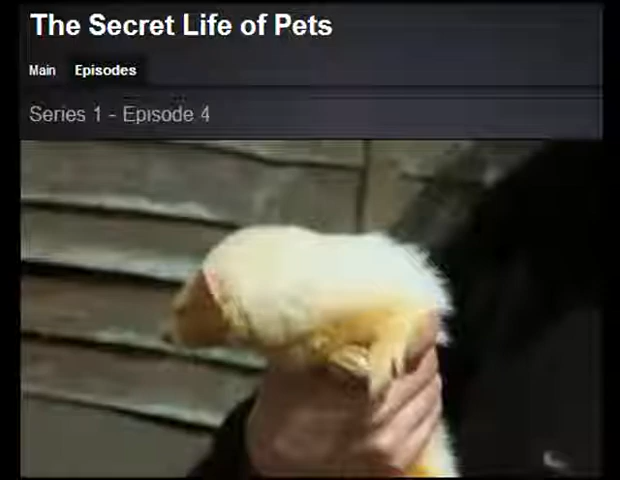 The Secret Life of Pets
Main Episodes
Series 1 - Episode 4